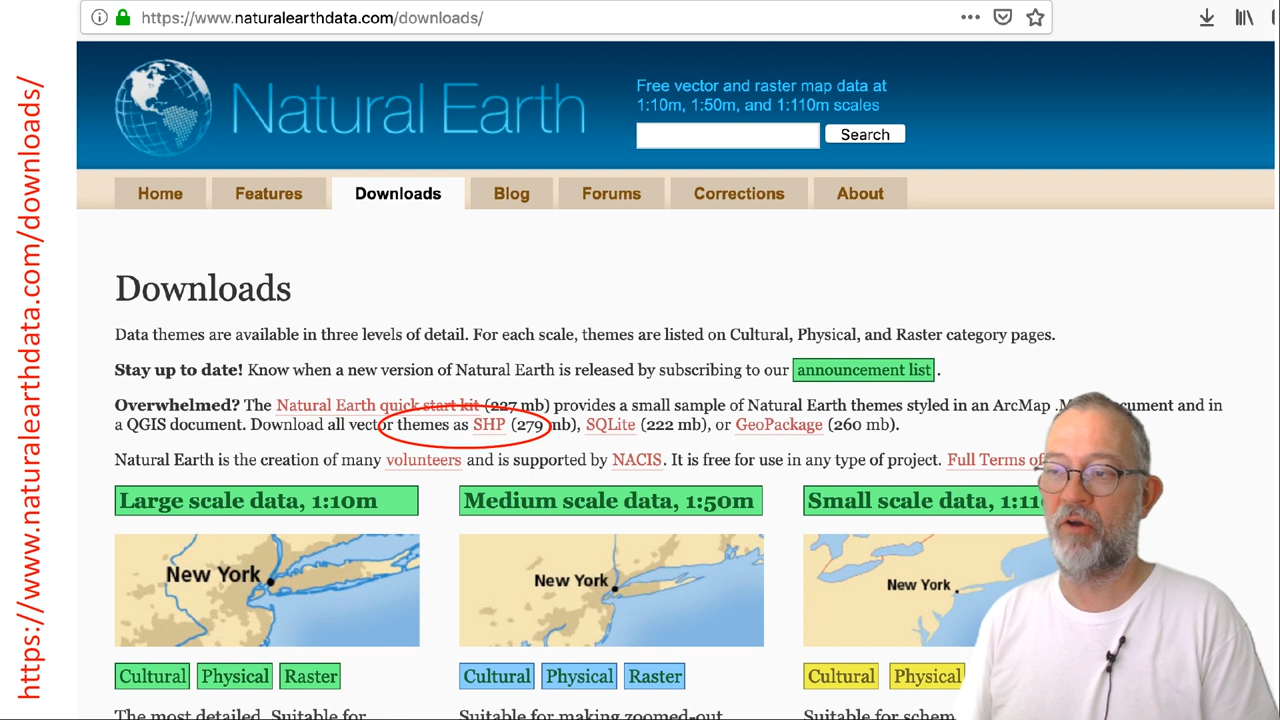 https://www.naturalearthdata.com/downloads/
https://www.naturalearthdata.com/downloads/
Natural Earth
Free vector and raster map data at
1:10m, 1:50m, and 1:110m scales
Search
Home Features Downloads Blog Forums Corrections About
Downloads
Data themes are available in three levels of detail. For each scale, themes are listed on Cultural, Physical, and Raster category pages.
Stay up to date! Know when a new version of Natural Earth is released by subscribing to our announcement list.
Overwhelmed? The Natural Earth quick start kit (227 mb) provides a small sample of Natural Earth themes styled in an ArcMap and in
a QGIS document. Download all vector themes as SHP (279 mb), SQLite (222 mb), or GeoPackage (260 mb).
Natural Earth is the creation of many volunteers and is supported by NACIS. It is free for use in any type of project. Full Terms of
Large scale data, 1:10m Medium scale data, 1:50m Small scale data,
New York New York New York
Cultural Physical Raster Cultural Physical Raster Cultural Physical
The most detailed. Suitable for Suitable for making zoomed-out Suitable for